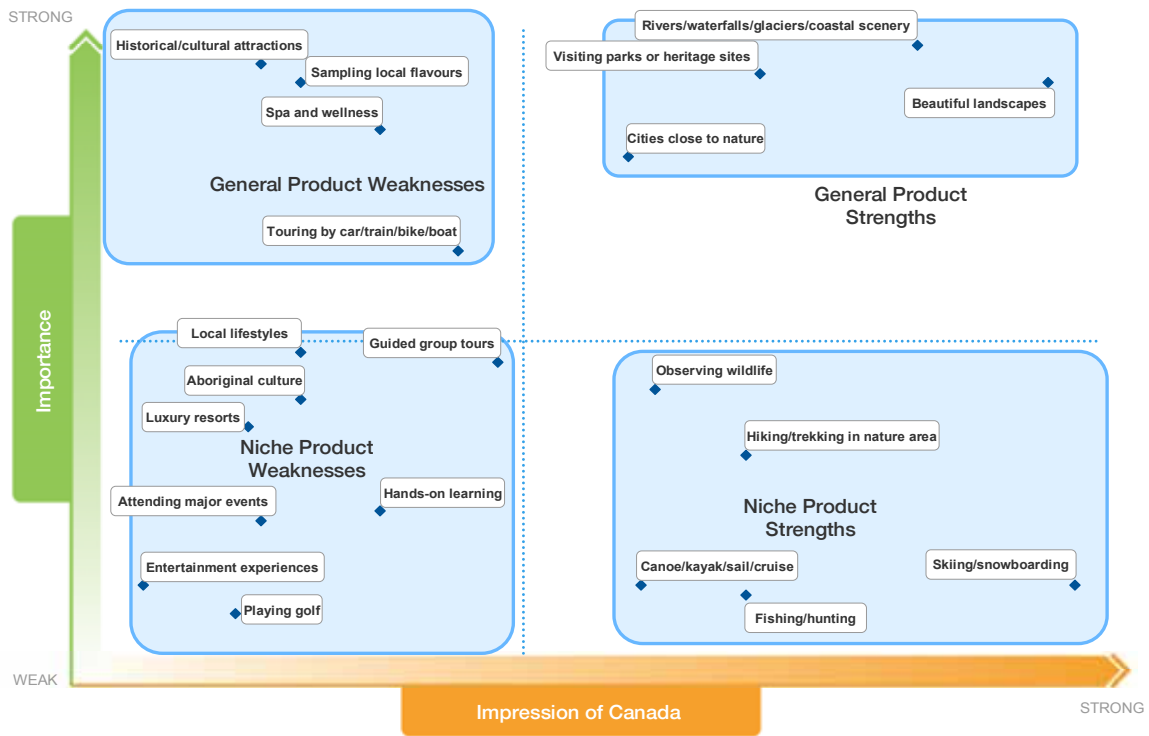 STRONG
Historical/cultural attractions
Sampling local flavours
Spa and wellness
General Product Weaknesses
Touring by car/train/bike/boat
Rivers/waterfalls/glaciers/coastal scenery
Visiting parks or heritage sites
Beautiful landscapes
Cities close to nature
General Product
Strengths
Importance
Local lifestyles
Guided group tours
Aboriginal culture
Luxury resorts
Niche Product
Weaknesses
Hands-on learning
Attending major events
Entertainment experiences
Playing golf
Observing wildlife
Hiking/trekking in nature area
Niche Product
Strengths
Canoe/kayak/sail/cruise
Skiing/snowboarding
Fishing/hunting
WEAK
Impression of Canada
STRONG